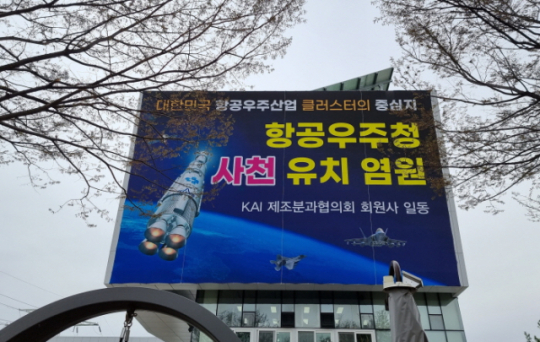 대한민국 항공우주산업 클러스터의 중심지
항공우주청
사천 유치 염원
KAI 제조분과협의회 회원사 일동